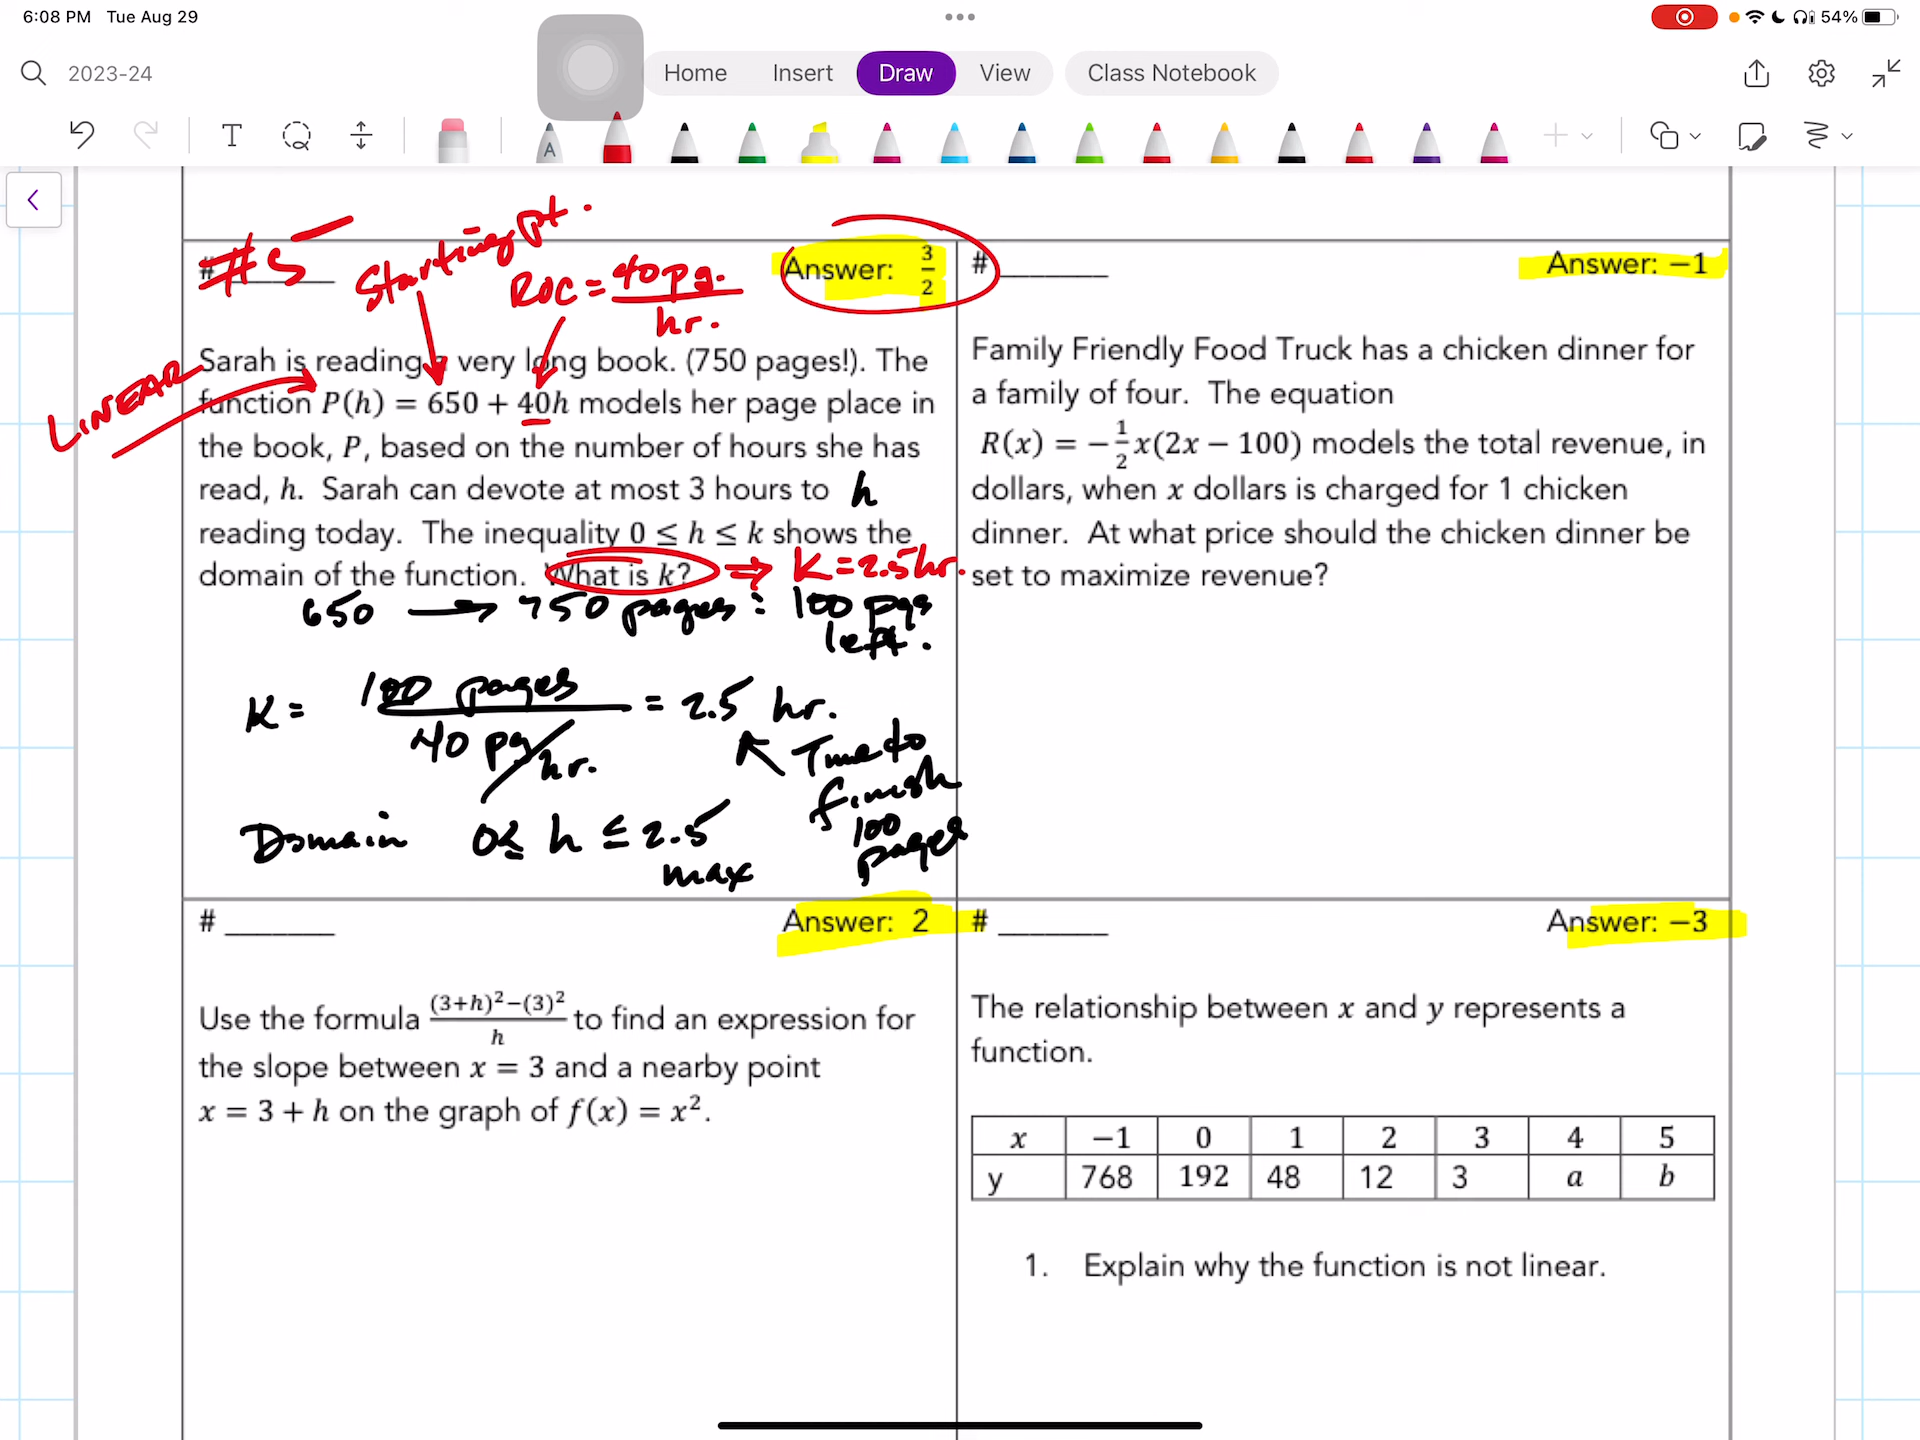 6:08 PM Tue Aug 29
54%
2023-24
Home Insert Draw View Class Notebook
T
A
#5
Starting pt.
ROC = 40 pg. / hr.
LINEAR
# ______ Answer: 3/2
Sarah is reading a very long book. (750 pages!). The
function P(h) = 650 + 40h models her page place in
the book, P, based on the number of hours she has
read, h. Sarah can devote at most 3 hours to h
reading today. The inequality 0 ≤ h ≤ k shows the
domain of the function. What is k? ⇒ K = 2.5 hr.
650 → 750 pages : 100 pgs
left.
K = 100 pages / 40 pg/hr. = 2.5 hr.
Time to
finish
100
pages
Domain 0 ≤ h ≤ 2.5
max
# ______ Answer: −1
Family Friendly Food Truck has a chicken dinner for
a family of four. The equation
R(x) = −1/2 x(2x − 100) models the total revenue, in
dollars, when x dollars is charged for 1 chicken
dinner. At what price should the chicken dinner be
set to maximize revenue?
# ______ Answer: 2
Use the formula (3+h)²−(3)² / h to find an expression for
the slope between x = 3 and a nearby point
x = 3 + h on the graph of f(x) = x².
# ______ Answer: −3
The relationship between x and y represents a
function.
x −1 0 1 2 3 4 5
y 768 192 48 12 3 a b
1. Explain why the function is not linear.